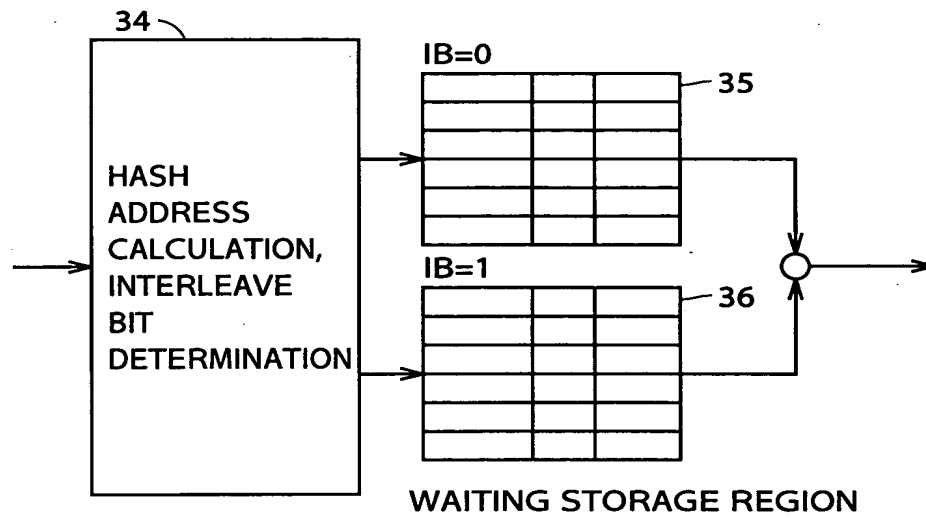 34
IB=0
35
HASH
ADDRESS
CALCULATION,
INTERLEAVE
BIT
DETERMINATION
IB=1
36
WAITING STORAGE REGION